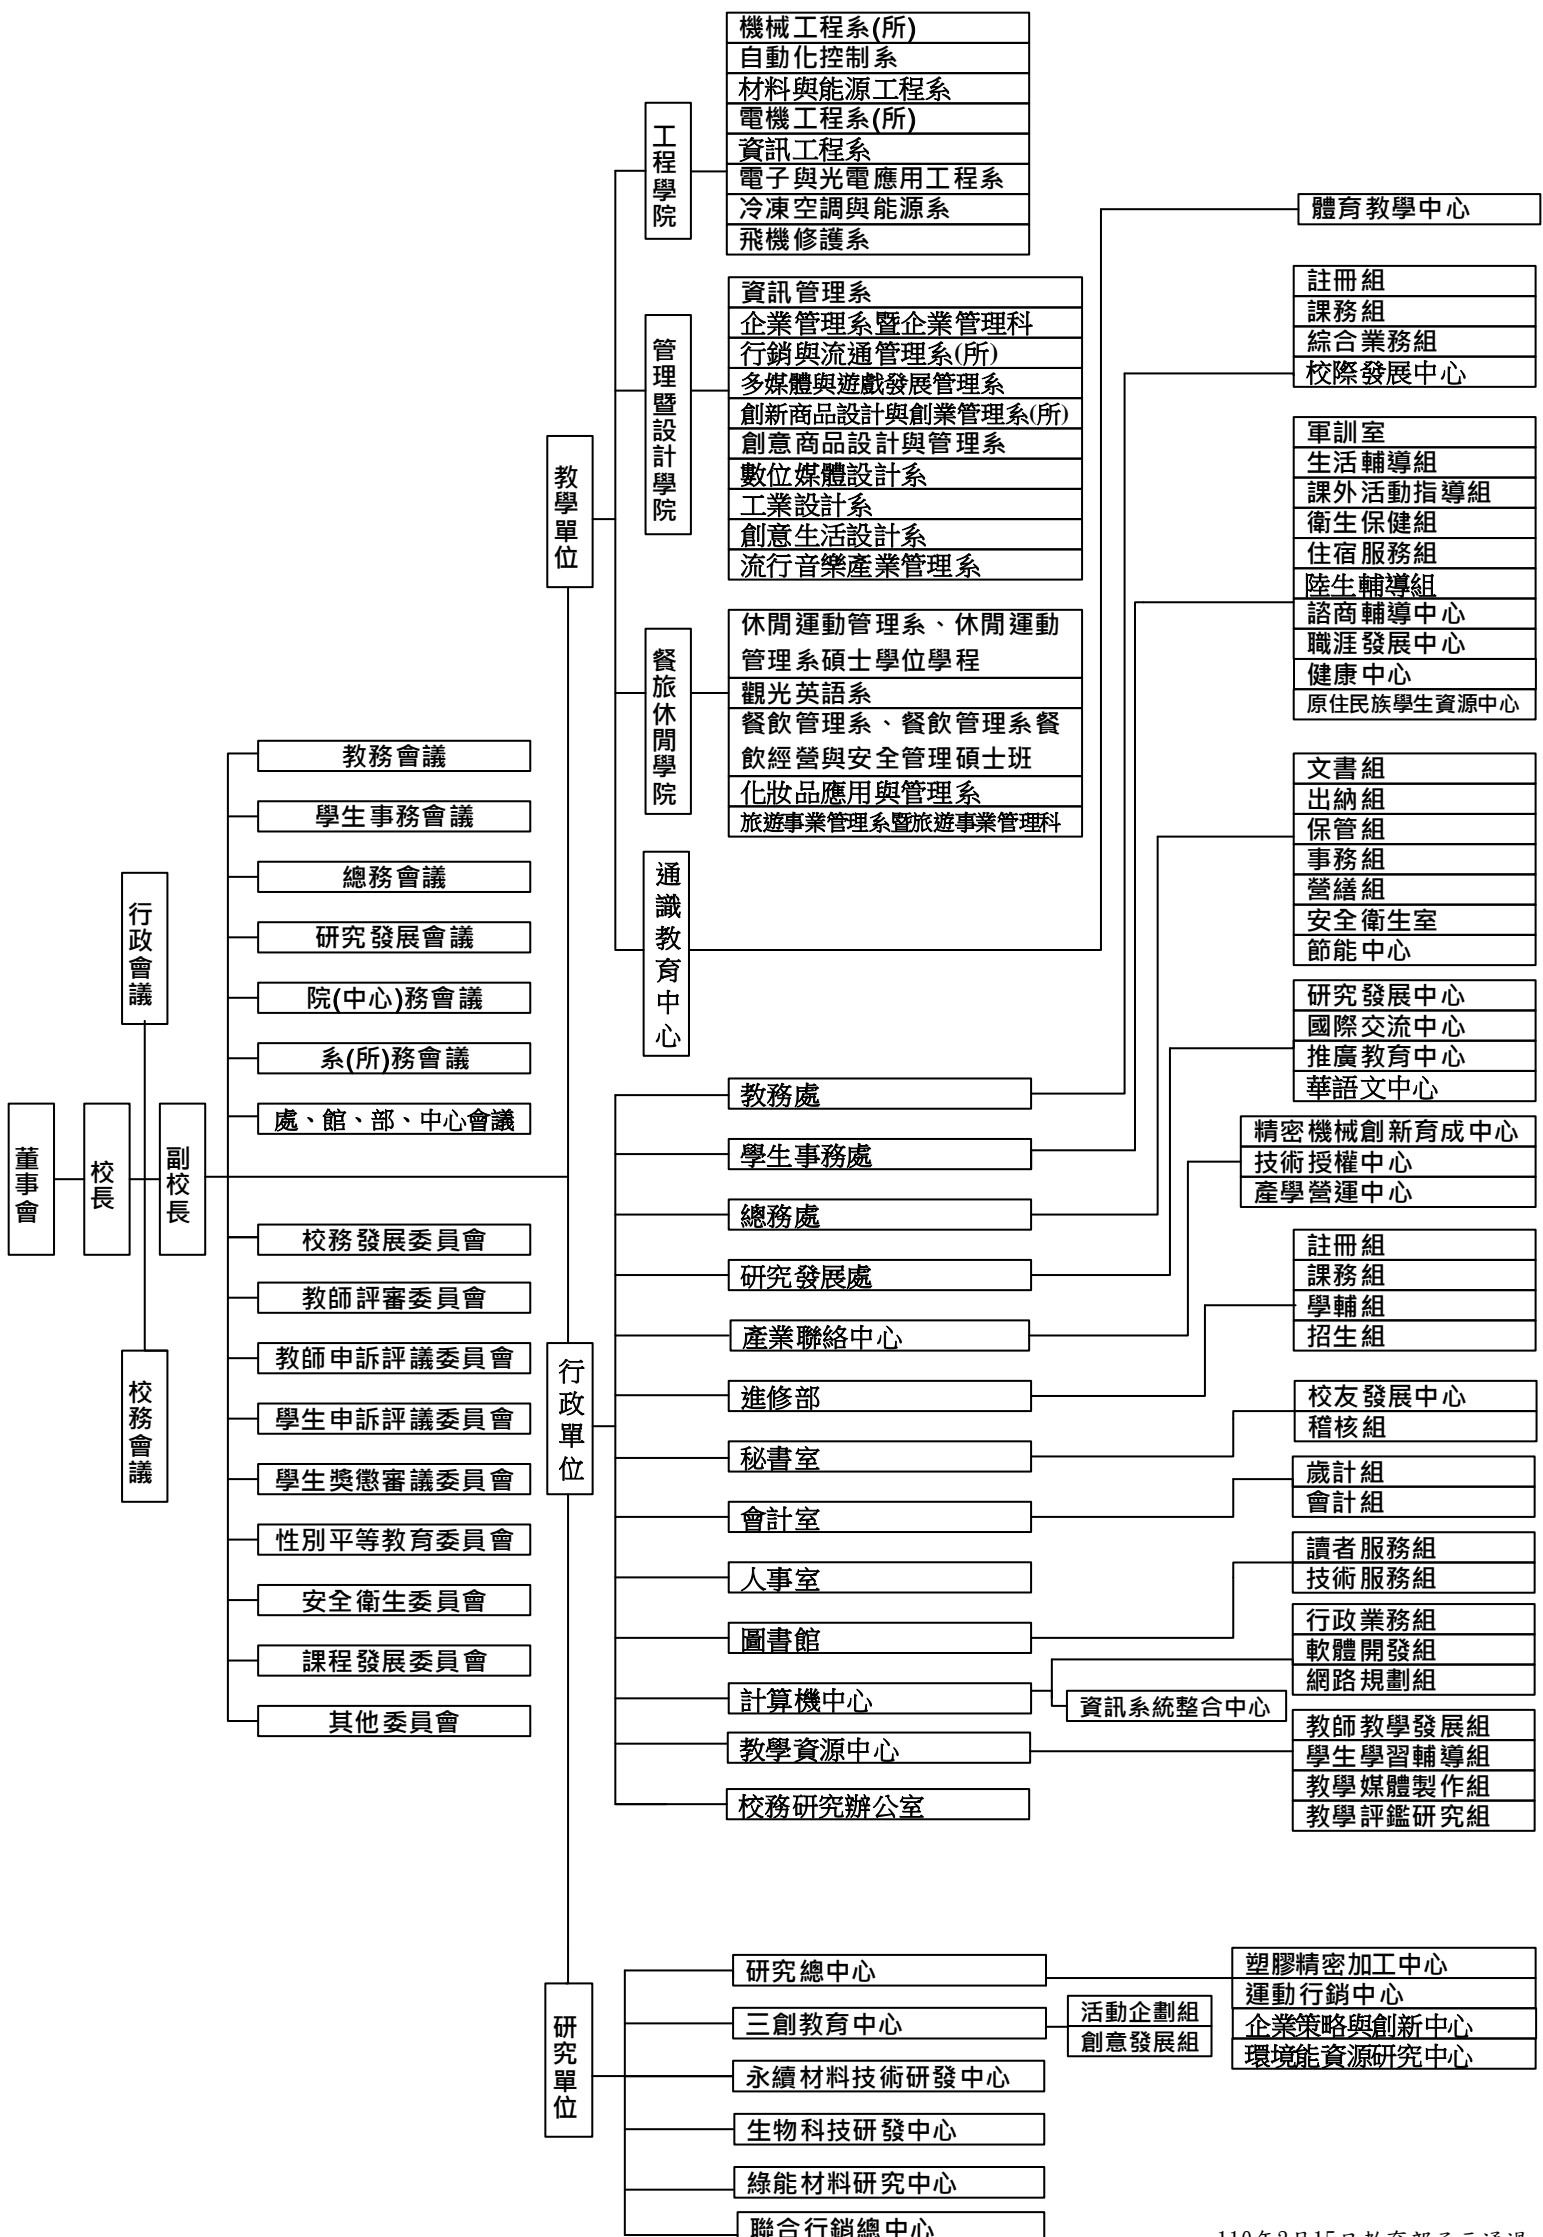 董事會
校長
行政會議
校務會議
副校長
教務會議
學生事務會議
總務會議
研究發展會議
院(中心)務會議
系(所)務會議
處、館、部、中心會議
校務發展委員會
教師評審委員會
教師申訴評議委員會
學生申訴評議委員會
學生獎懲審議委員會
性別平等教育委員會
安全衛生委員會
課程發展委員會
其他委員會
教學單位
工程學院
機械工程系(所)
自動化控制系
材料與能源工程系
電機工程系(所)
資訊工程系
電子與光電應用工程系
冷凍空調與能源系
飛機修護系
管理暨設計學院
資訊管理系
企業管理系暨企業管理科
行銷與流通管理系(所)
多媒體與遊戲發展管理系
創新商品設計與創業管理系(所)
創意商品設計與管理系
數位媒體設計系
工業設計系
創意生活設計系
流行音樂產業管理系
餐旅休閒學院
休閒運動管理系、休閒運動
管理系碩士學位學程
觀光英語系
餐飲管理系、餐飲管理系餐
飲經營與安全管理碩士班
化妝品應用與管理系
旅遊事業管理系暨旅遊事業管理科
通識教育中心
體育教學中心
行政單位
教務處
註冊組
課務組
綜合業務組
校際發展中心
學生事務處
軍訓室
生活輔導組
課外活動指導組
衛生保健組
住宿服務組
陸生輔導組
諮商輔導中心
職涯發展中心
健康中心
原住民族學生資源中心
總務處
文書組
出納組
保管組
事務組
營繕組
安全衛生室
節能中心
研究發展處
研究發展中心
國際交流中心
推廣教育中心
華語文中心
產業聯絡中心
精密機械創新育成中心
技術授權中心
產學營運中心
進修部
註冊組
課務組
學輔組
招生組
秘書室
校友發展中心
稽核組
會計室
歲計組
會計組
人事室
圖書館
讀者服務組
技術服務組
計算機中心
行政業務組
軟體開發組
網路規劃組
資訊系統整合中心
教學資源中心
教師教學發展組
學生學習輔導組
教學媒體製作組
教學評鑑研究組
校務研究辦公室
研究單位
研究總中心
塑膠精密加工中心
運動行銷中心
企業策略與創新中心
環境能資源研究中心
三創教育中心
活動企劃組
創意發展組
永續材料技術研發中心
生物科技研發中心
綠能材料研究中心
聯合行銷總中心